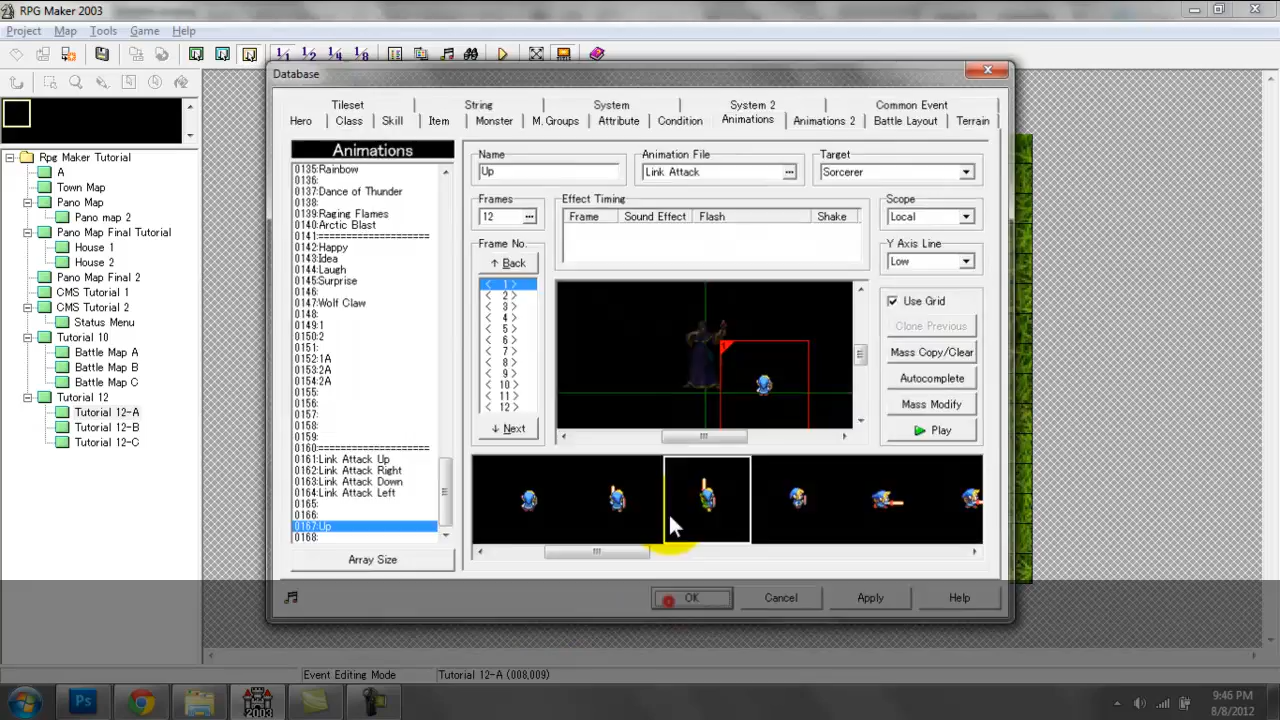 RPG Maker 2003
Project Map Tools Game Help
1/1 1/2 1/4 1/8
Database
Tileset String System System 2 Common Event
Hero Class Skill Item Monster M. Groups Attribute Condition Animations Animations 2 Battle Layout Terrain
Rpg Maker Tutorial
A
Town Map
Pano Map
Pano map 2
Pano Map Final Tutorial
House 1
House 2
Pano Map Final 2
CMS Tutorial 1
CMS Tutorial 2
Status Menu
Tutorial 10
Battle Map A
Battle Map B
Battle Map C
Tutorial 12
Tutorial 12-A
Tutorial 12-B
Tutorial 12-C
Animations
0135:Rainbow
0136:
0137:Dance of Thunder
0138:
0139:Raging Flames
0140:Arctic Blast
0141:====================
0142:Happy
0143:Idea
0144:Laugh
0145:Surprise
0146:
0147:Wolf Claw
0148:
0149:1
0150:2
0151:
0152:1A
0153:2A
0154:2A
0155:
0156:
0157:
0158:
0159:
0160:====================
0161:Link Attack Up
0162:Link Attack Right
0163:Link Attack Down
0164:Link Attack Left
0165:
0166:
0167:Up
0168:
Array Size
Name
Up
Animation File
Link Attack
Target
Sorcerer
Frames
12
Effect Timing
Frame Sound Effect Flash Shake
Scope
Local
Y Axis Line
Low
Frame No.
↑ Back
< 1 >
< 2 >
< 3 >
< 4 >
< 5 >
< 6 >
< 7 >
< 8 >
< 9 >
< 10 >
< 11 >
< 12 >
↓ Next
1
Use Grid
Clone Previous
Mass Copy/Clear
Autocomplete
Mass Modify
Play
OK Cancel Apply Help
Event Editing Mode Tutorial 12-A (008,009)
Ps
2003
9:46 PM
8/8/2012